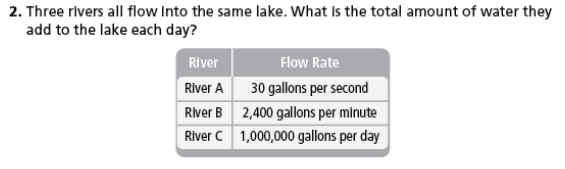 2. Three rivers all flow into the same lake. What is the total amount of water they
add to the lake each day?
River Flow Rate
River A 30 gallons per second
River B 2,400 gallons per minute
River C 1,000,000 gallons per day